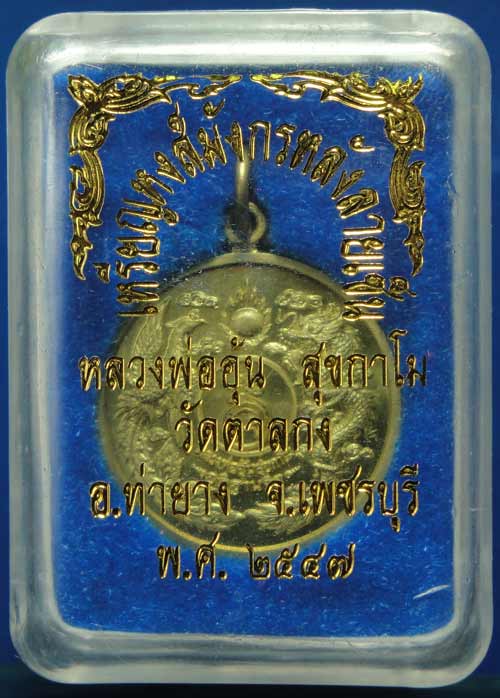 เหรียญหงส์มังกรหลังลายเซ็น
หลวงพ่ออุ้น สุขกาโม
วัดตาลกง
อ.ท่ายาง จ.เพชรบุรี
พ.ศ. ๒๕๔๗